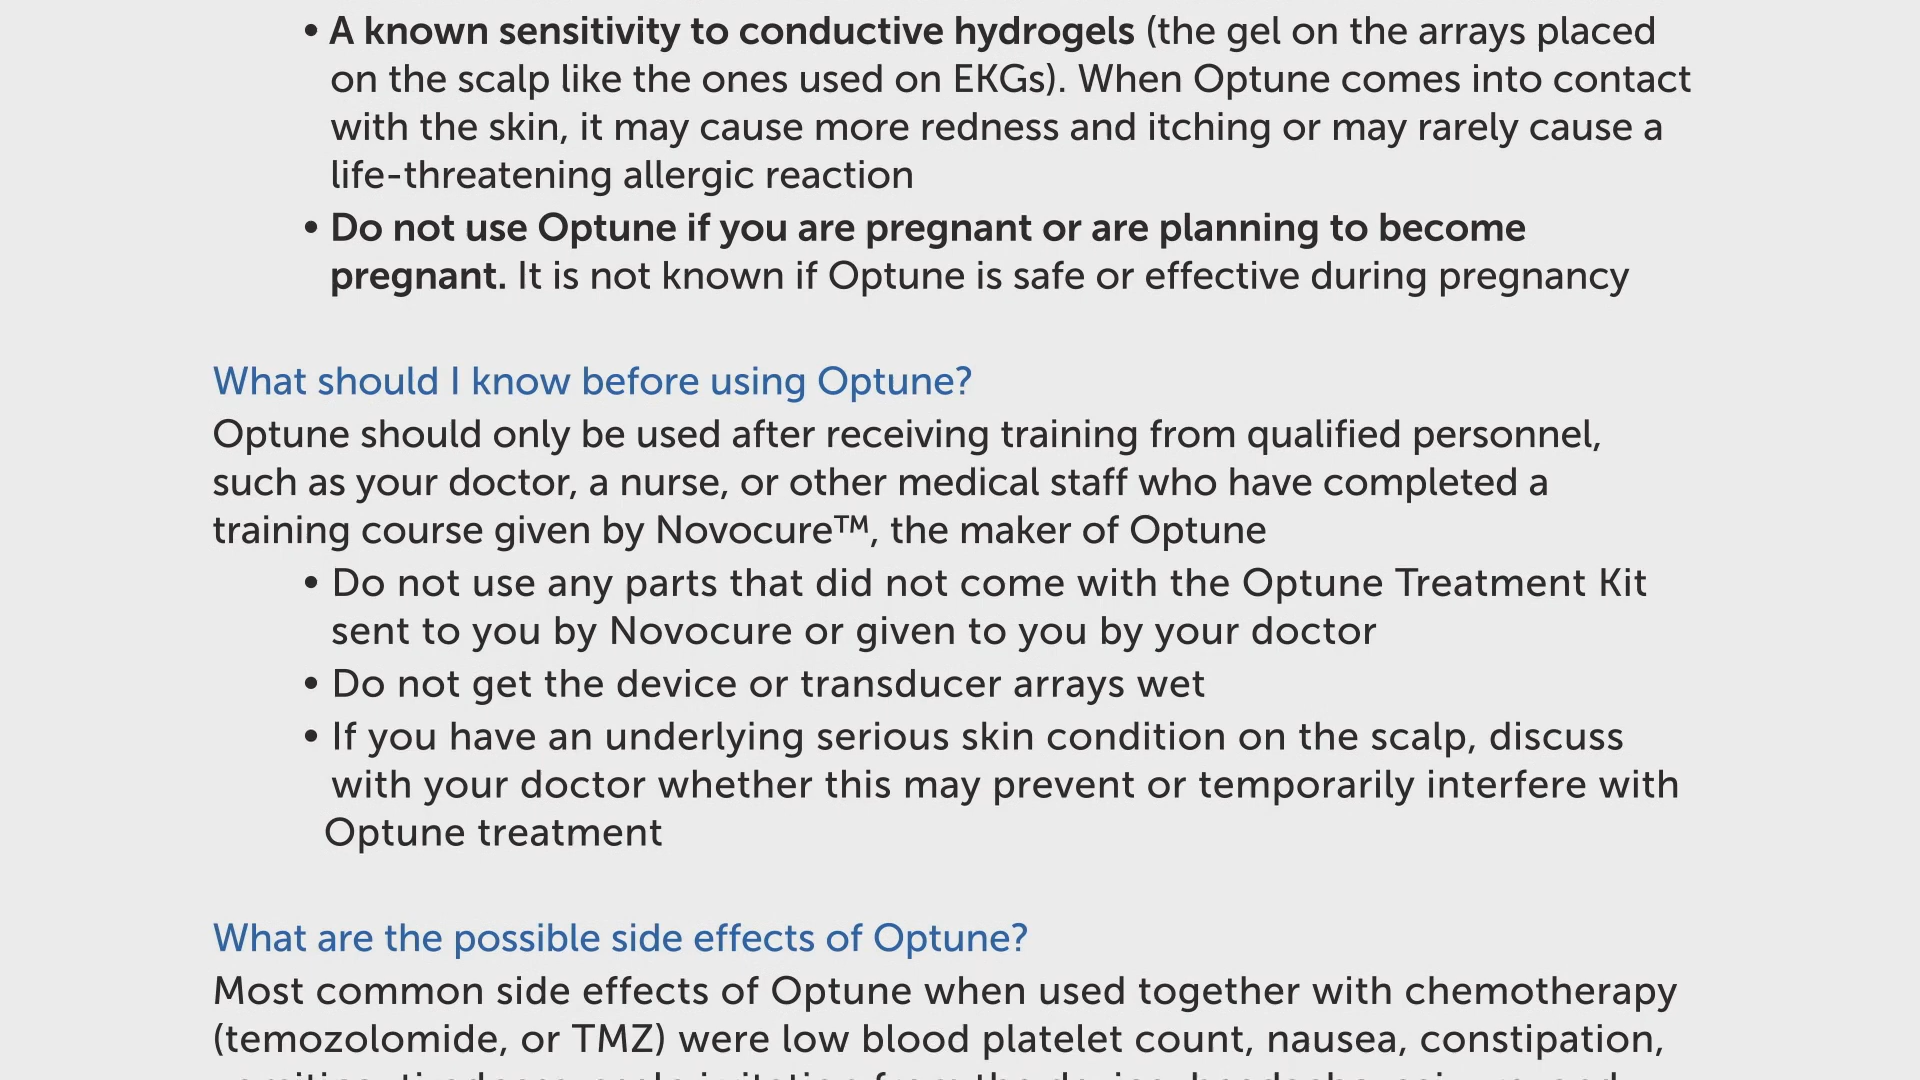 • A known sensitivity to conductive hydrogels (the gel on the arrays placed
on the scalp like the ones used on EKGs). When Optune comes into contact
with the skin, it may cause more redness and itching or may rarely cause a
life-threatening allergic reaction
• Do not use Optune if you are pregnant or are planning to become
pregnant. It is not known if Optune is safe or effective during pregnancy
What should I know before using Optune?
Optune should only be used after receiving training from qualified personnel,
such as your doctor, a nurse, or other medical staff who have completed a
training course given by Novocure™, the maker of Optune
• Do not use any parts that did not come with the Optune Treatment Kit
sent to you by Novocure or given to you by your doctor
• Do not get the device or transducer arrays wet
• If you have an underlying serious skin condition on the scalp, discuss
with your doctor whether this may prevent or temporarily interfere with
Optune treatment
What are the possible side effects of Optune?
Most common side effects of Optune when used together with chemotherapy
(temozolomide, or TMZ) were low blood platelet count, nausea, constipation,